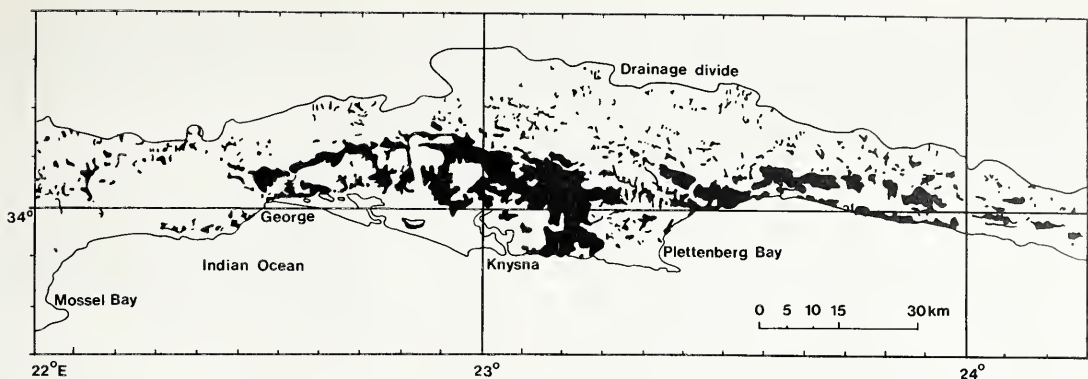 Drainage divide
34°
George
Indian Ocean
Knysna
Plettenberg Bay
Mossel Bay
0 5 10 15 30 km
22°E 23° 24°